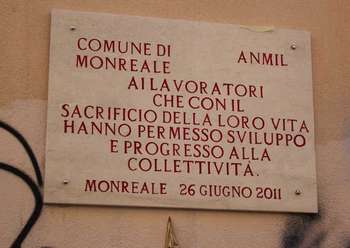 COMUNE DI ANMIL
MONREALE
AI LAVORATORI
CHE CON IL
SACRIFICIO DELLA LORO VITA
HANNO PERMESSO SVILUPPO
E PROGRESSO ALLA
COLLETTIVITÀ.
MONREALE 26 GIUGNO 2011